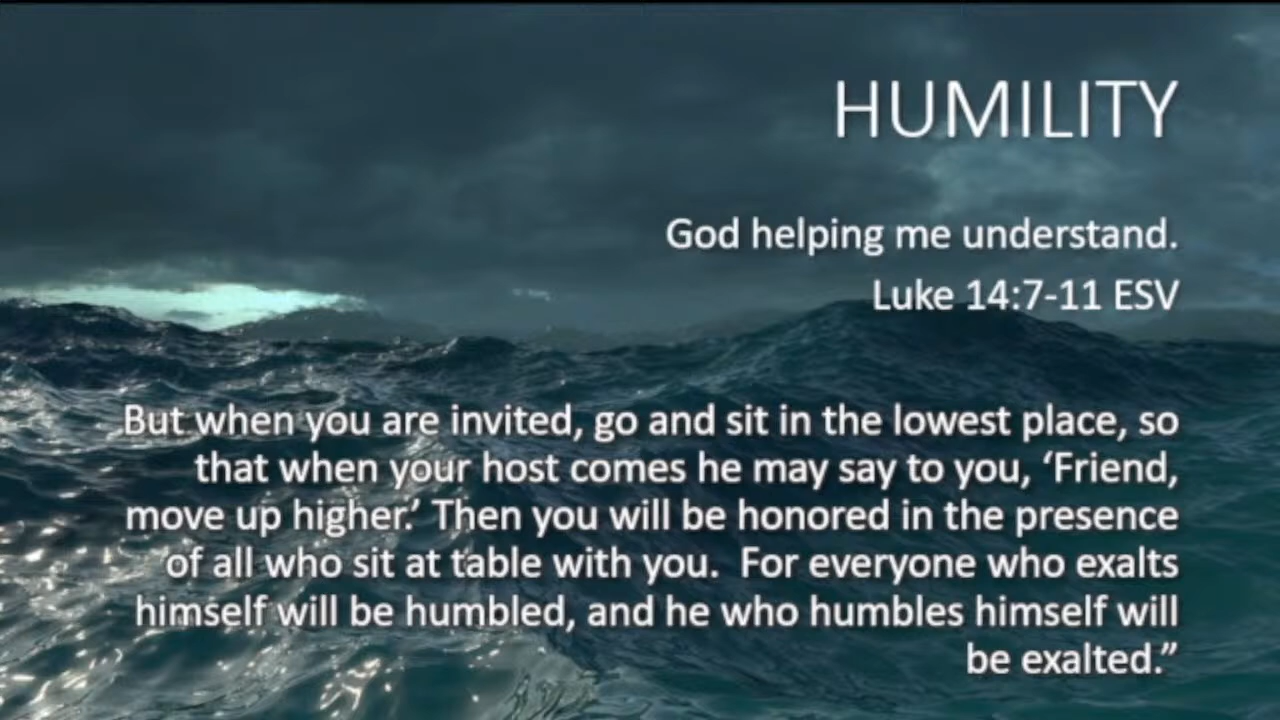 HUMILITY
God helping me understand.
Luke 14:7-11 ESV
But when you are invited, go and sit in the lowest place, so
that when your host comes he may say to you, ‘Friend,
move up higher.’ Then you will be honored in the presence
of all who sit at table with you.  For everyone who exalts
himself will be humbled, and he who humbles himself will
be exalted.”